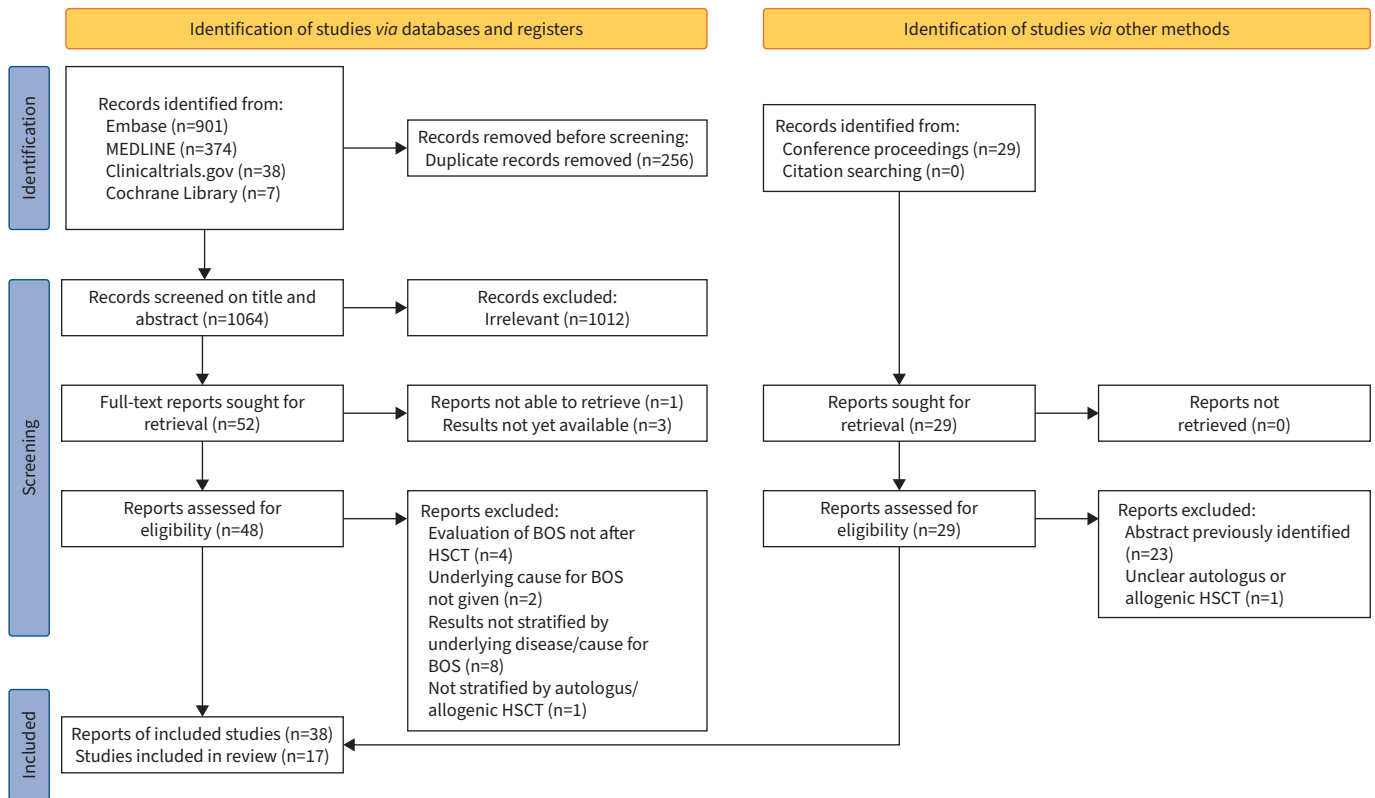 Identification of studies via databases and registers
Identification of studies via other methods
Identification
Records identified from:
Embase (n=901)
MEDLINE (n=374)
Clinicaltrials.gov (n=38)
Cochrane Library (n=7)
Records removed before screening:
Duplicate records removed (n=256)
Records identified from:
Conference proceedings (n=29)
Citation searching (n=0)
Screening
Records screened on title and
abstract (n=1064)
Records excluded:
Irrelevant (n=1012)
Full-text reports sought for
retrieval (n=52)
Reports not able to retrieve (n=1)
Results not yet available (n=3)
Reports sought for
retrieval (n=29)
Reports not
retrieved (n=0)
Reports assessed for
eligibility (n=48)
Reports excluded:
Evaluation of BOS not after
HSCT (n=4)
Underlying cause for BOS
not given (n=2)
Results not stratified by
underlying disease/cause for
BOS (n=8)
Not stratified by autologus/
allogenic HSCT (n=1)
Reports assessed for
eligibility (n=29)
Reports excluded:
Abstract previously identified
(n=23)
Unclear autologus or
allogenic HSCT (n=1)
Included
Reports of included studies (n=38)
Studies included in review (n=17)